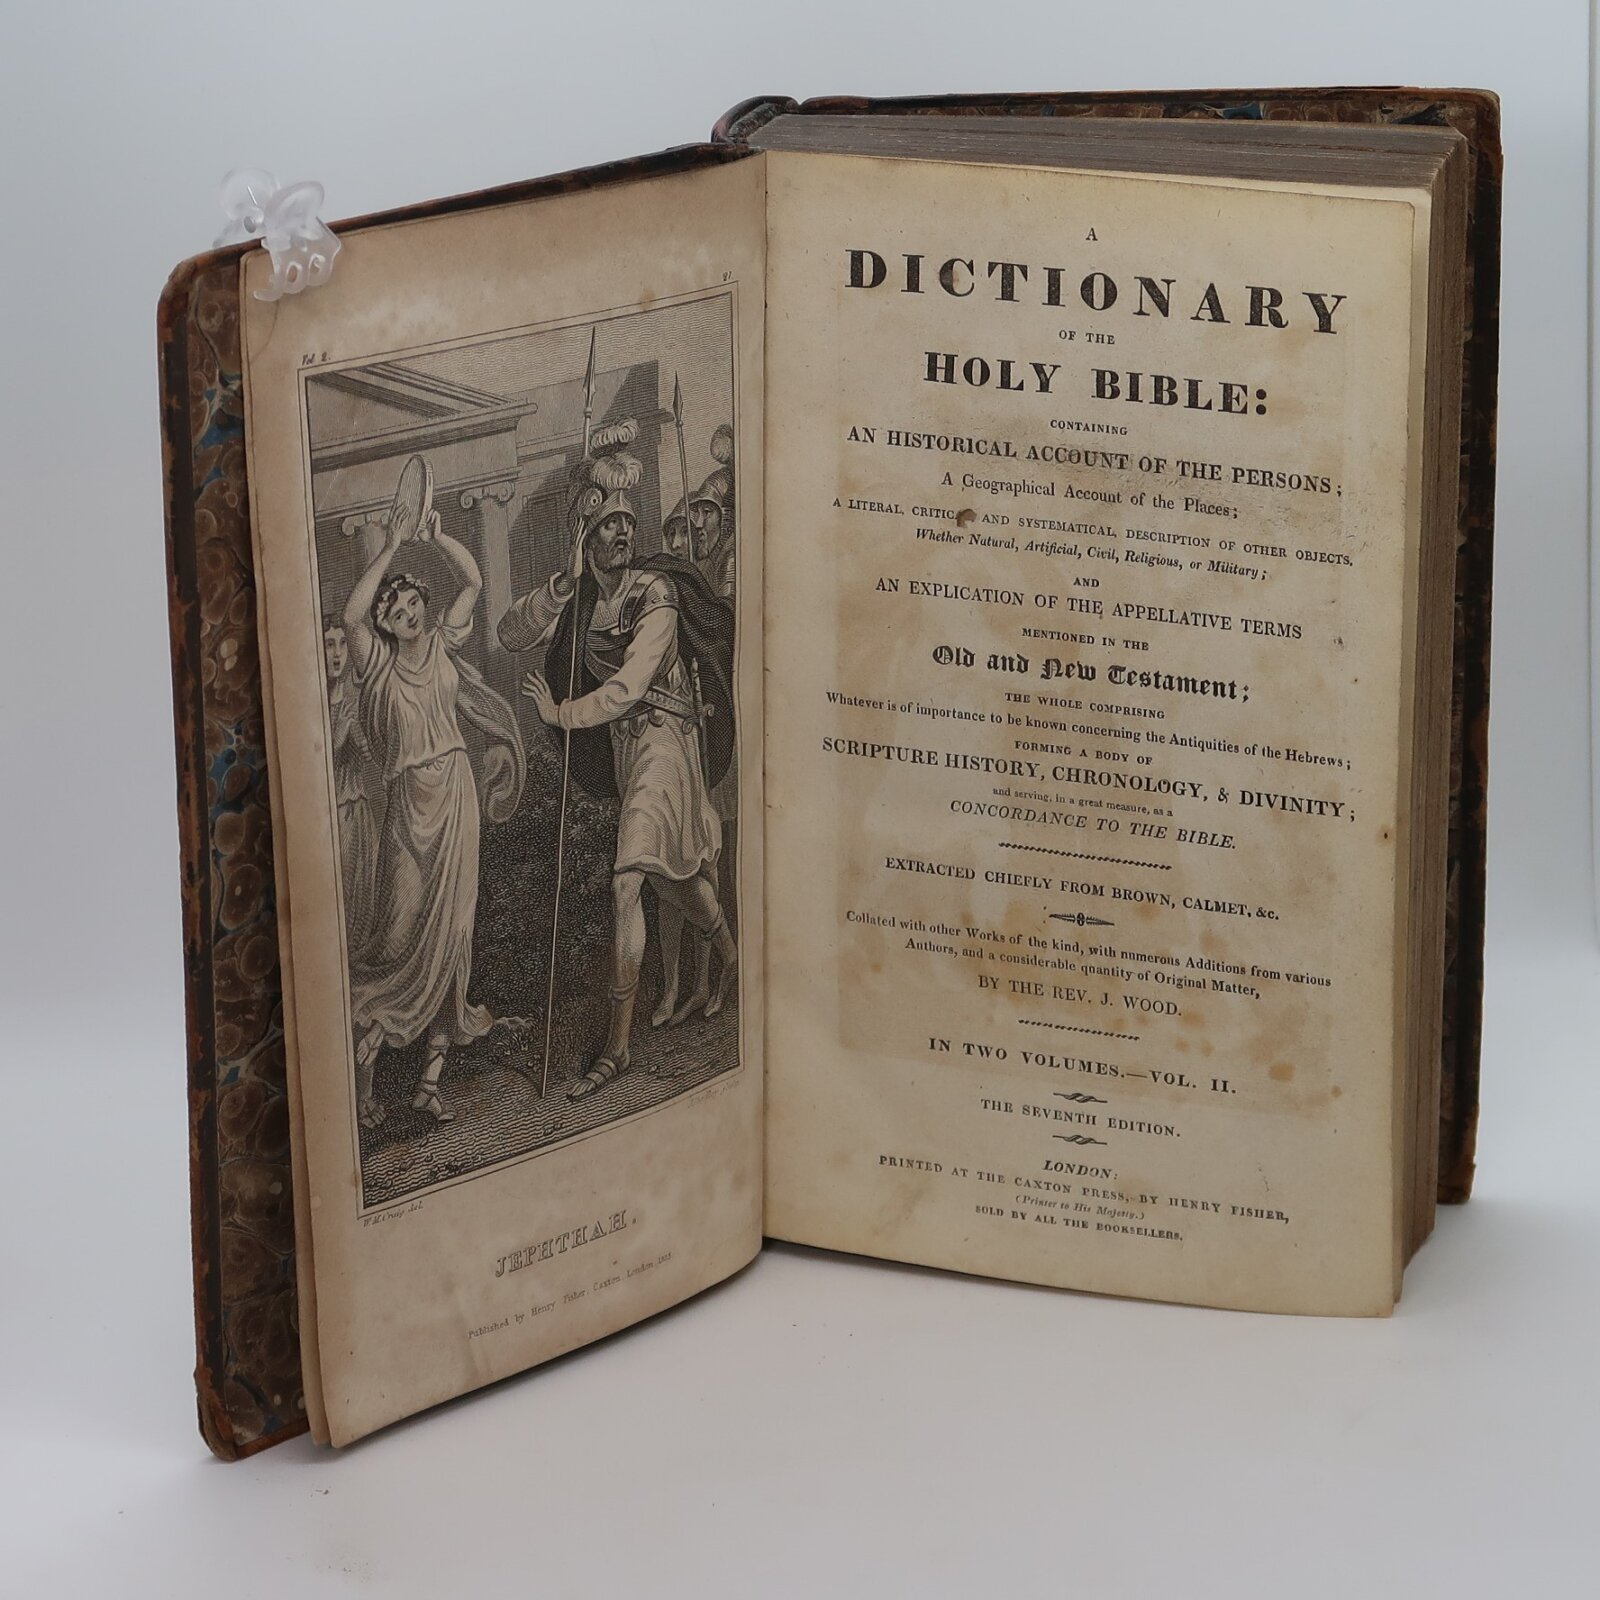 Vol 2.
21
W.M. Craig del.
JEPHTHAH.
Published by Henry Fisher, Caxton, London
A
DICTIONARY
OF THE
HOLY BIBLE:
CONTAINING
AN HISTORICAL ACCOUNT OF THE PERSONS;
A Geographical Account of the Places;
A LITERAL, AND SYSTEMATICAL, DESCRIPTION OF OTHER OBJECTS,
Whether Natural, Artificial, Civil, Religious, or Military;
AND
AN EXPLICATION OF THE APPELLATIVE TERMS
MENTIONED IN THE
Old and New Testament;
THE WHOLE COMPRISING
Whatever is of importance to be known concerning the Antiquities of the Hebrews;
FORMING A BODY OF
SCRIPTURE HISTORY, CHRONOLOGY, & DIVINITY;
and serving, in a great measure, as a
CONCORDANCE TO THE BIBLE.
EXTRACTED CHIEFLY FROM BROWN, CALMET, &c.
Collated with other Works of the kind, with numerous Additions from various
Authors, and a considerable quantity of Original Matter,
BY THE REV. J. WOOD.
IN TWO VOLUMES.—VOL. II.
THE SEVENTH EDITION.
LONDON:
PRINTED AT THE CAXTON PRESS, BY HENRY FISHER,
(Printer to His Majesty.)
SOLD BY ALL THE BOOKSELLERS.